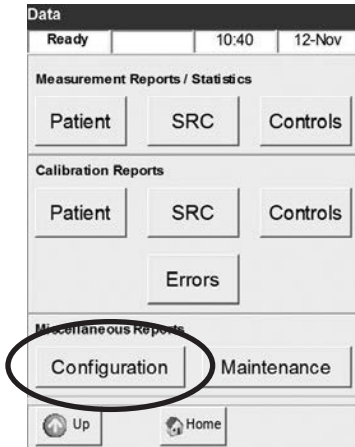 Data
Ready 10:40 12-Nov
Measurement Reports / Statistics
Patient SRC Controls
Calibration Reports
Patient SRC Controls
Errors
Miscellaneous Reports
Configuration Maintenance
Up Home